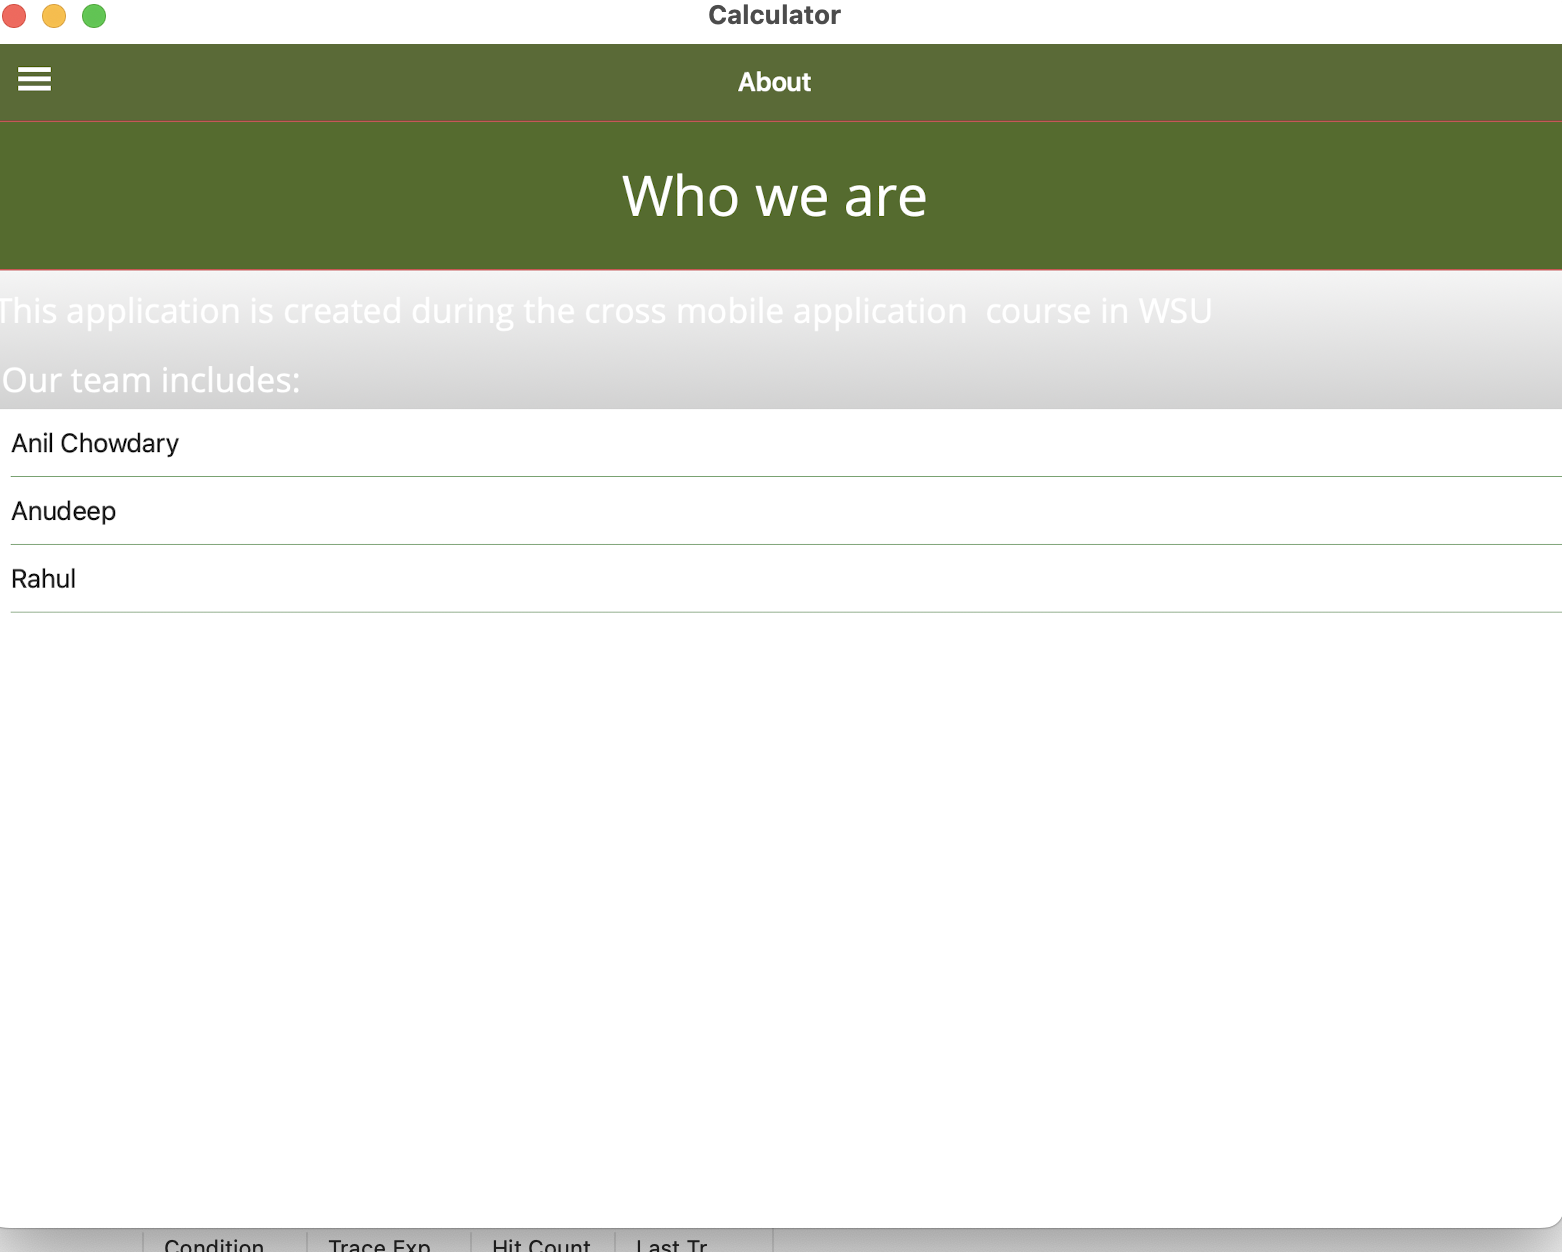 Calculator
About
Who we are
This application is created during the cross mobile application  course in WSU
Our team includes:
Anil Chowdary
Anudeep
Rahul
Condition Trace Exp Hit Count Last Tr